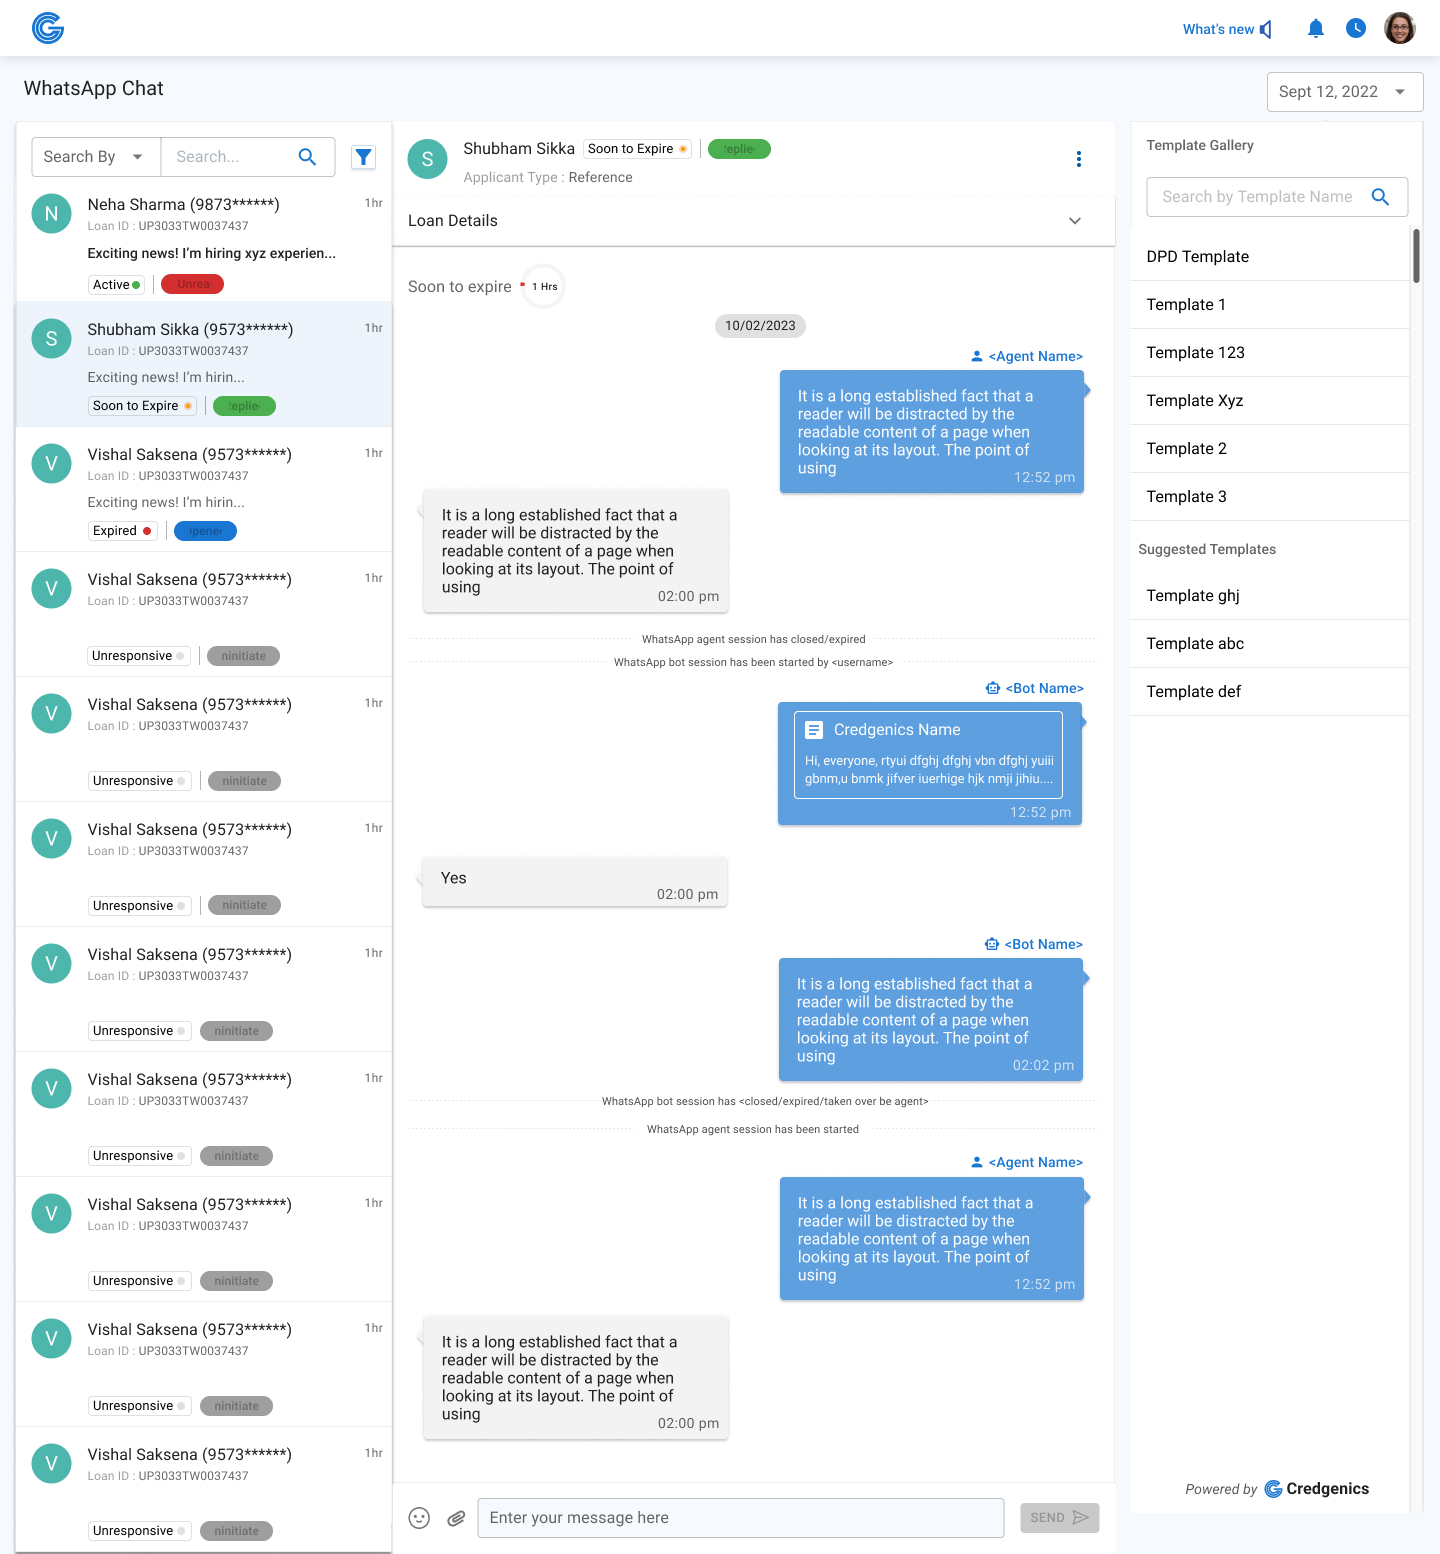 What's new
WhatsApp Chat
Sept 12, 2022
Search By
Search...
Neha Sharma (9873******)
1hr
Loan ID : UP3033TW0037437
Exciting news! I'm hiring xyz experien...
Active
Unrea
Shubham Sikka (9573******)
1hr
Loan ID : UP3033TW0037437
Exciting news! I'm hirin...
Soon to Expire
Vishal Saksena (9573******)
1hr
Loan ID : UP3033TW0037437
Exciting news! I'm hirin...
Expired
Vishal Saksena (9573******)
1hr
Loan ID : UP3033TW0037437
Unresponsive
ninitiate
Vishal Saksena (9573******)
1hr
Loan ID : UP3033TW0037437
Unresponsive
ninitiate
Vishal Saksena (9573******)
1hr
Loan ID : UP3033TW0037437
Unresponsive
ninitiate
Vishal Saksena (9573******)
1hr
Loan ID : UP3033TW0037437
Unresponsive
ninitiate
Vishal Saksena (9573******)
1hr
Loan ID : UP3033TW0037437
Unresponsive
ninitiate
Vishal Saksena (9573******)
1hr
Loan ID : UP3033TW0037437
Unresponsive
ninitiate
Vishal Saksena (9573******)
1hr
Loan ID : UP3033TW0037437
Unresponsive
ninitiate
Vishal Saksena (9573******)
1hr
Loan ID : UP3033TW0037437
Unresponsive
ninitiate
Shubham Sikka
Soon to Expire
Applicant Type : Reference
Loan Details
Soon to expire
1 Hrs
10/02/2023
<Agent Name>
It is a long established fact that a
reader will be distracted by the
readable content of a page when
looking at its layout. The point of
using
12:52 pm
It is a long established fact that a
reader will be distracted by the
readable content of a page when
looking at its layout. The point of
using
02:00 pm
WhatsApp agent session has closed/expired
WhatsApp bot session has been started by <username>
<Bot Name>
Credgenics Name
Hi, everyone, rtyui dfghj dfghj vbn dfghj yuiii
gbnm,u bnmk jifver iuerhige hjk nmji jihiu....
12:52 pm
Yes
02:00 pm
<Bot Name>
It is a long established fact that a
reader will be distracted by the
readable content of a page when
looking at its layout. The point of
using
02:02 pm
WhatsApp bot session has <closed/expired/taken over be agent>
WhatsApp agent session has been started
<Agent Name>
It is a long established fact that a
reader will be distracted by the
readable content of a page when
looking at its layout. The point of
using
12:52 pm
It is a long established fact that a
reader will be distracted by the
readable content of a page when
looking at its layout. The point of
using
02:00 pm
Enter your message here
SEND
Template Gallery
Search by Template Name
DPD Template
Template 1
Template 123
Template Xyz
Template 2
Template 3
Suggested Templates
Template ghj
Template abc
Template def
Powered by Credgenics